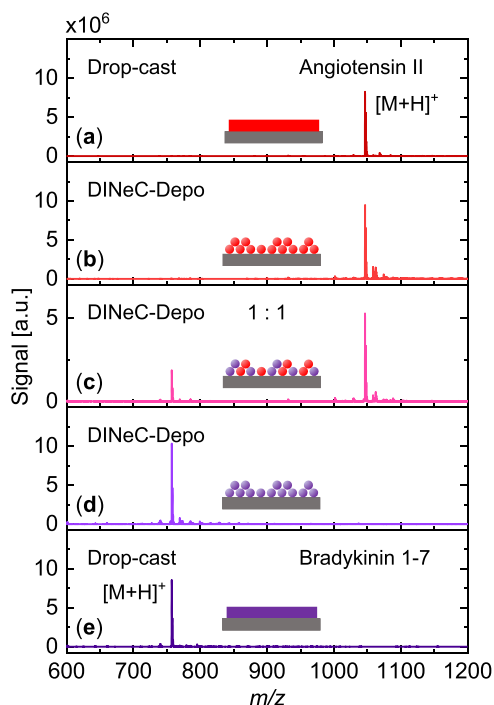 x10⁶
Drop-cast Angiotensin II
15
[M+H]⁺
10
5
(a)
0
DINeC-Depo
10
5
(b)
0
DINeC-Depo 1 : 1
5
(c)
0
DINeC-Depo
10
5
(d)
0
Drop-cast Bradykinin 1-7
10
[M+H]⁺
5
(e)
0
600 700 800 900 1000 1100 1200
m/z
Signal [a.u.]